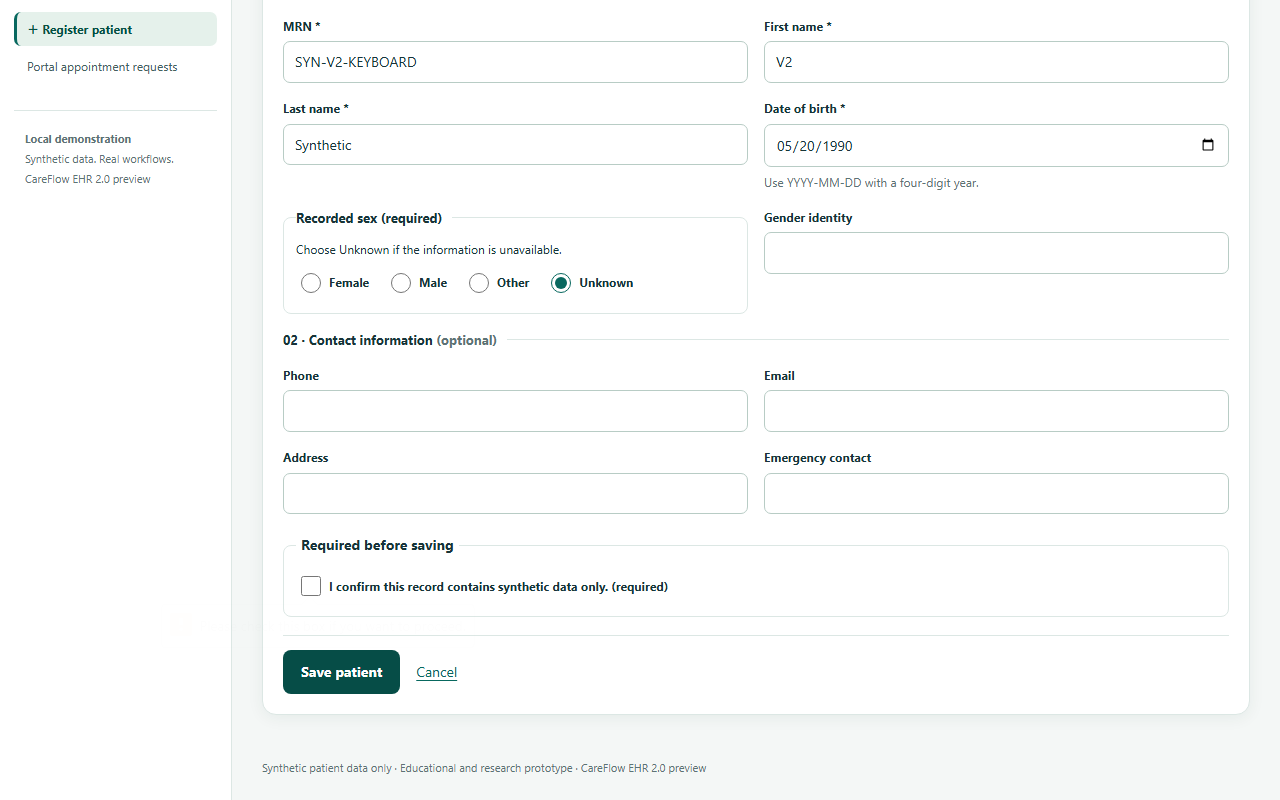 + Register patient
Portal appointment requests
Local demonstration
Synthetic data. Real workflows.
CareFlow EHR 2.0 preview
MRN *
SYN-V2-KEYBOARD
First name *
V2
Last name *
Synthetic
Date of birth *
05/20/1990
Use YYYY-MM-DD with a four-digit year.
Recorded sex (required)
Choose Unknown if the information is unavailable.
Female Male Other Unknown
Gender identity
02 · Contact information (optional)
Phone
Email
Address
Emergency contact
Required before saving
I confirm this record contains synthetic data only. (required)
Save patient Cancel
Synthetic patient data only · Educational and research prototype · CareFlow EHR 2.0 preview